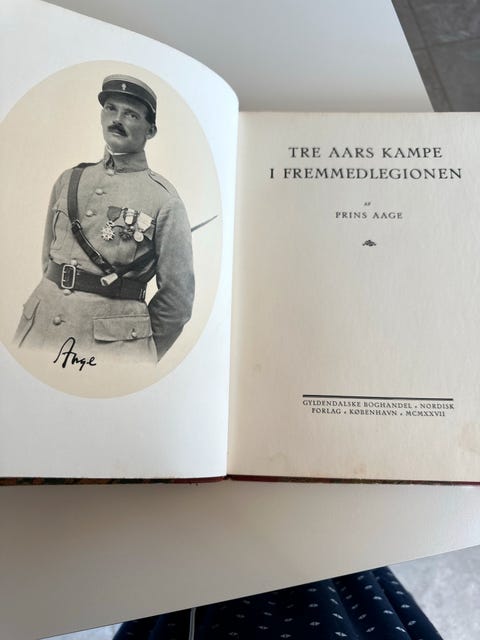 Aage
TRE AARS KAMPE
I FREMMEDLEGIONEN
AF
PRINS AAGE
GYLDENDALSKE BOGHANDEL • NORDISK
FORLAG • KØBENHAVN • MCMXXVII